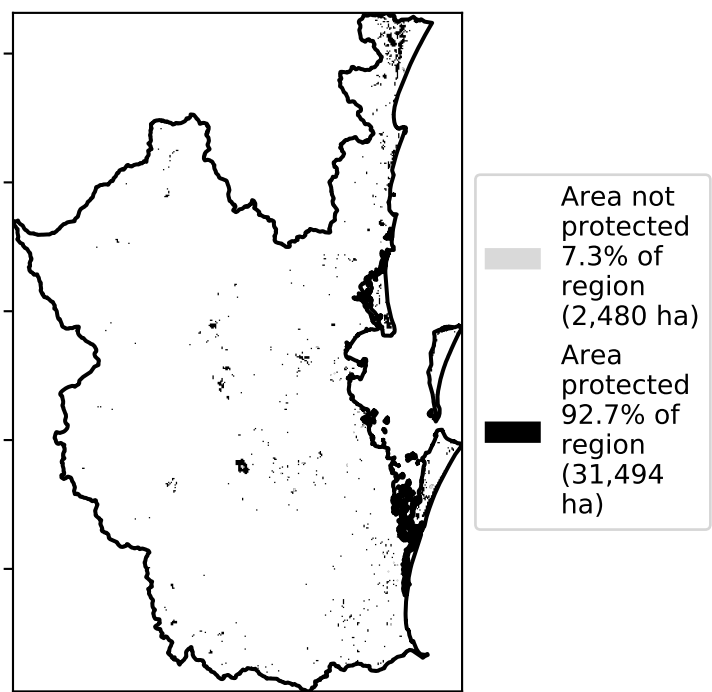 Area not
protected
7.3% of
region
(2,480 ha)
Area
protected
92.7% of
region
(31,494
ha)